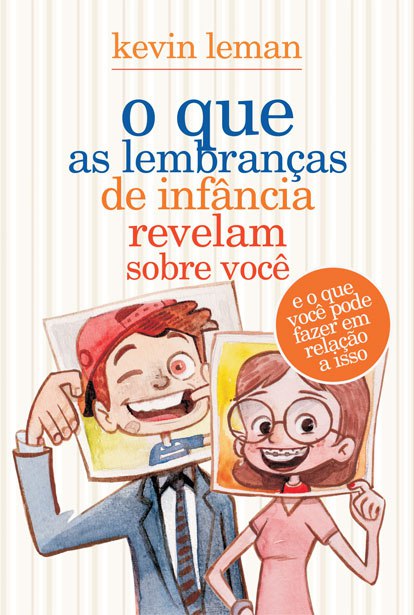 kevin leman
o que
as lembranças
de infância
revelam
sobre você
e o que
você pode
fazer em
relação
a isso